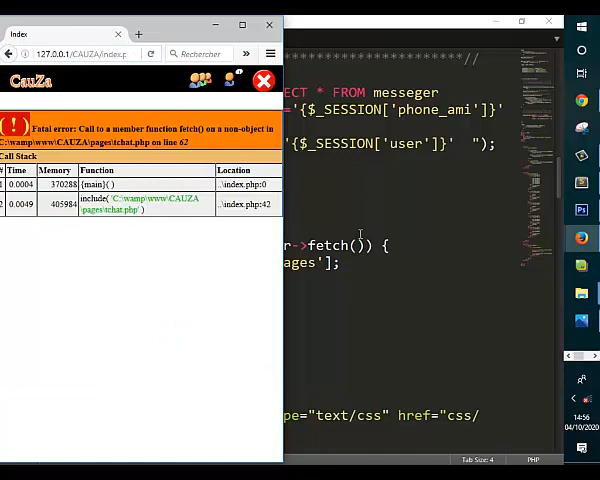 Index
127.0.0.1/CAUZA/index.p
Rechercher
CauZa
( ! ) Fatal error: Call to a member function fetch() on a non-object in
C:\wamp\www\CAUZA\pages\tchat.php on line 62
Call Stack
# Time Memory Function Location
1 0.0004 370288 {main}( ) ..\index.php:0
2 0.0049 405984 include( 'C:\wamp\www\CAUZA
\pages\tchat.php' ) ..\index.php:42
**********************************//
ECT * FROM messeger
='{$_SESSION['phone_ami']}'
'{$_SESSION['user']}'  ");
r->fetch()) {
ages'];
pe="text/css" href="css/
Tab Size: 4 PHP
14:56
04/10/2020